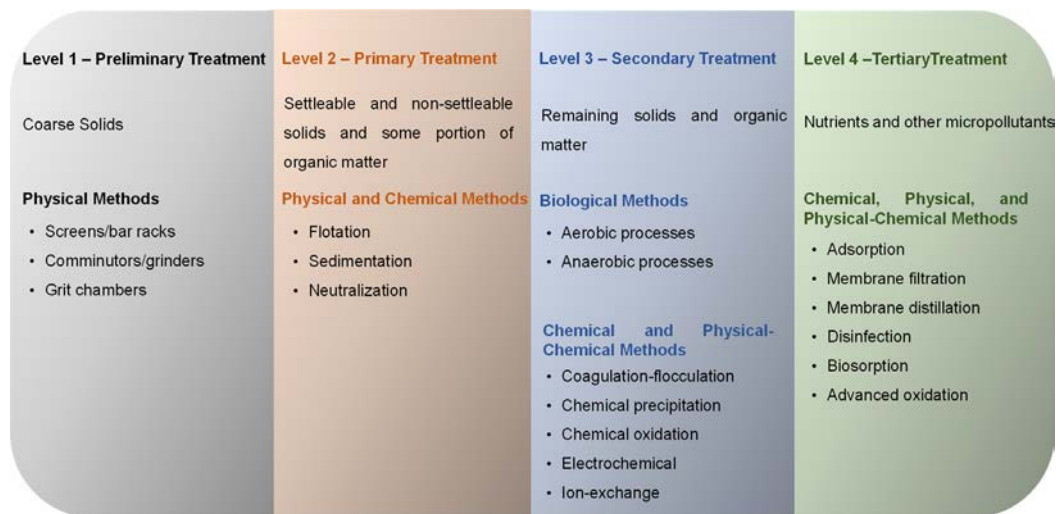 Level 1 – Preliminary Treatment
Coarse Solids
Physical Methods
• Screens/bar racks
• Comminutors/grinders
• Grit chambers
Level 2 – Primary Treatment
Settleable and non-settleable
solids and some portion of
organic matter
Physical and Chemical Methods
• Flotation
• Sedimentation
• Neutralization
Level 3 – Secondary Treatment
Remaining solids and organic
matter
Biological Methods
• Aerobic processes
• Anaerobic processes
Chemical and Physical-
Chemical Methods
• Coagulation-flocculation
• Chemical precipitation
• Chemical oxidation
• Electrochemical
• Ion-exchange
Level 4 –TertiaryTreatment
Nutrients and other micropollutants
Chemical, Physical, and
Physical-Chemical Methods
• Adsorption
• Membrane filtration
• Membrane distillation
• Disinfection
• Biosorption
• Advanced oxidation